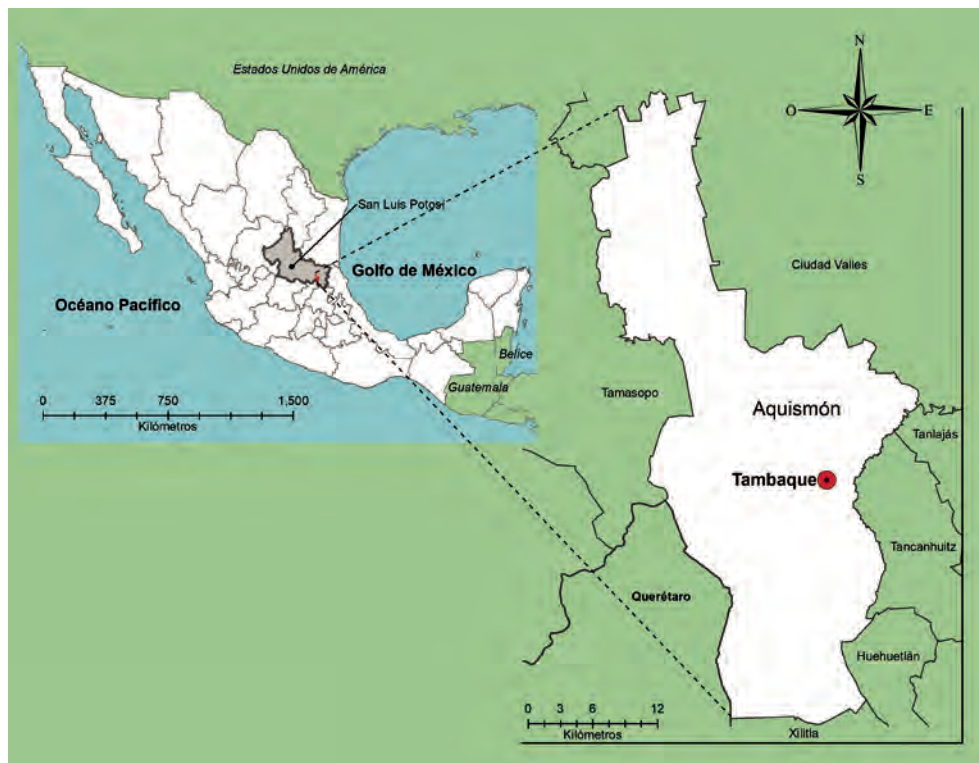 Estados Unidos de América
San Luis Potosí
Golfo de México
Océano Pacífico
Belice
Guatemala
0 375 750 1,500
Kilómetros
N
O E
S
Ciudad Valles
Tamasopo
Aquismón
Tanlajás
Tambaque
Tancanhuitz
Querétaro
Huehuetlán
0 3 6 12
Kilómetros
Xilitla